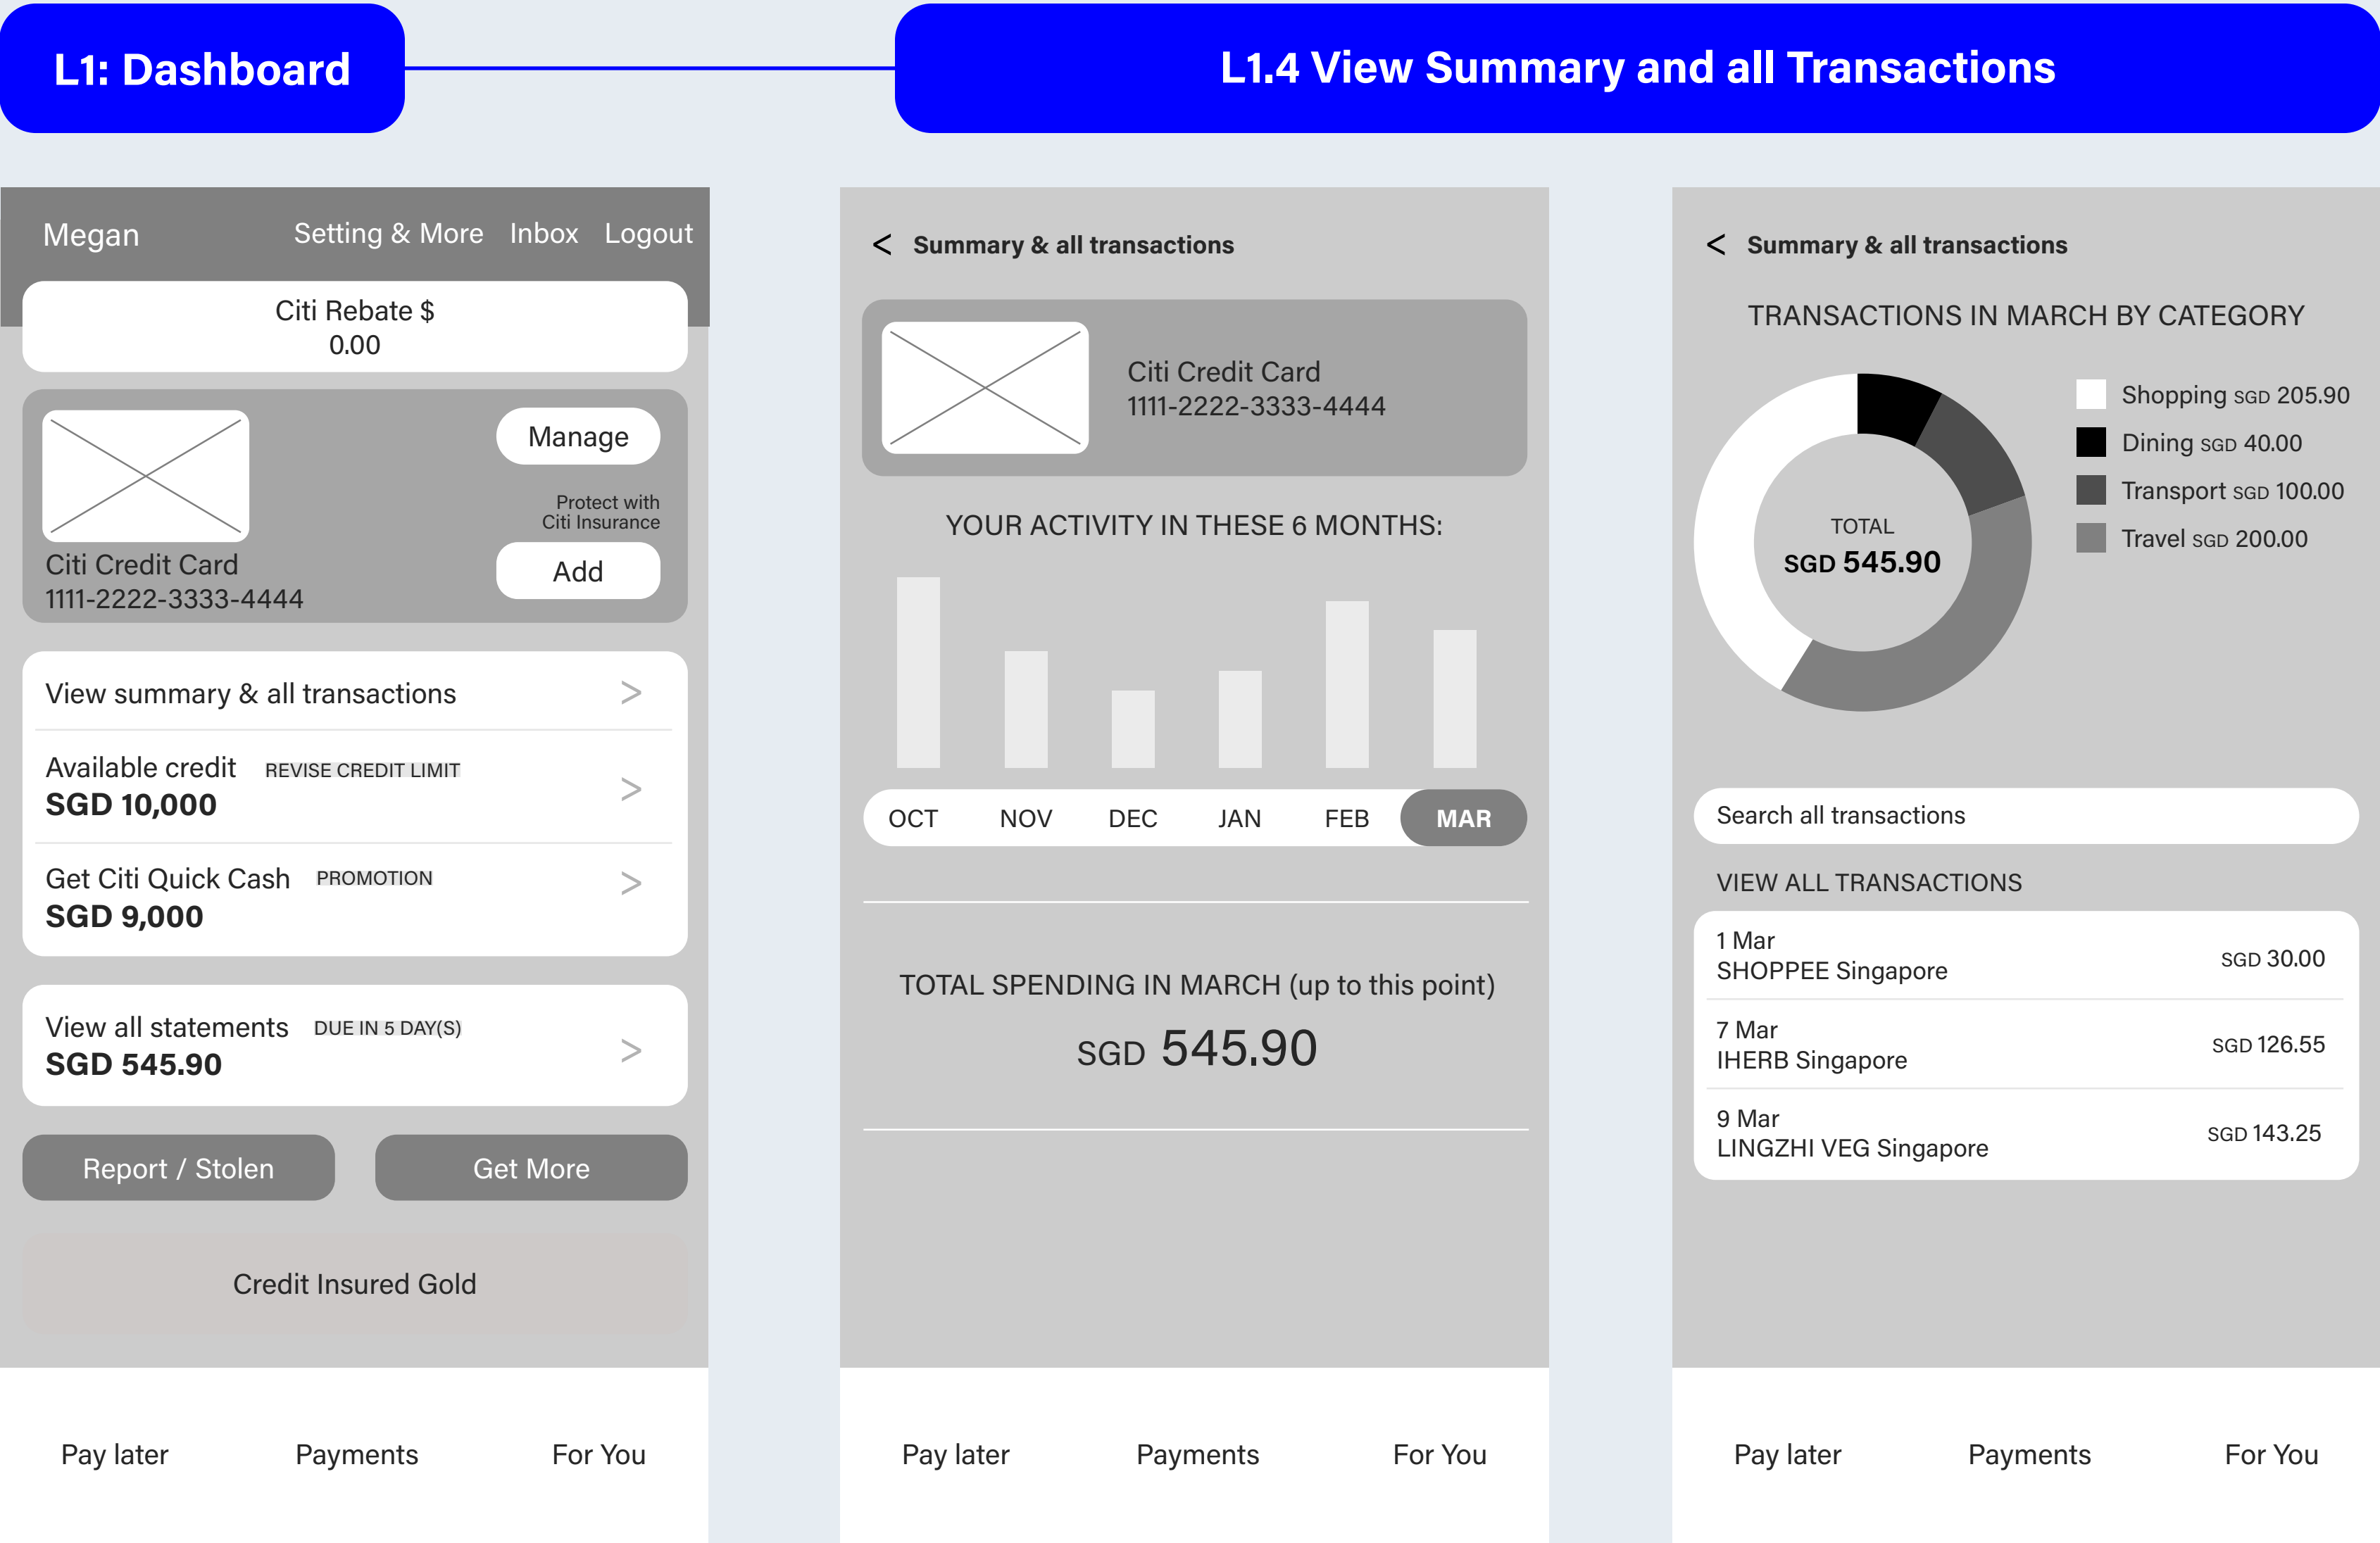 L1: Dashboard
L1.4 View Summary and all Transactions
Megan
Setting & More Inbox Logout
Citi Rebate $
0.00
Manage
Protect with
Citi Insurance
Add
Citi Credit Card
1111-2222-3333-4444
View summary & all transactions >
Available credit REVISE CREDIT LIMIT
SGD 10,000 >
Get Citi Quick Cash PROMOTION
SGD 9,000 >
View all statements DUE IN 5 DAY(S)
SGD 545.90 >
Report / Stolen Get More
Credit Insured Gold
Pay later Payments For You
< Summary & all transactions
Citi Credit Card
1111-2222-3333-4444
YOUR ACTIVITY IN THESE 6 MONTHS:
OCT NOV DEC JAN FEB MAR
TOTAL SPENDING IN MARCH (up to this point)
SGD 545.90
Pay later Payments For You
< Summary & all transactions
TRANSACTIONS IN MARCH BY CATEGORY
TOTAL
SGD 545.90
Shopping SGD 205.90
Dining SGD 40.00
Transport SGD 100.00
Travel SGD 200.00
Search all transactions
VIEW ALL TRANSACTIONS
1 Mar
SHOPPEE Singapore SGD 30.00
7 Mar
IHERB Singapore SGD 126.55
9 Mar
LINGZHI VEG Singapore SGD 143.25
Pay later Payments For You